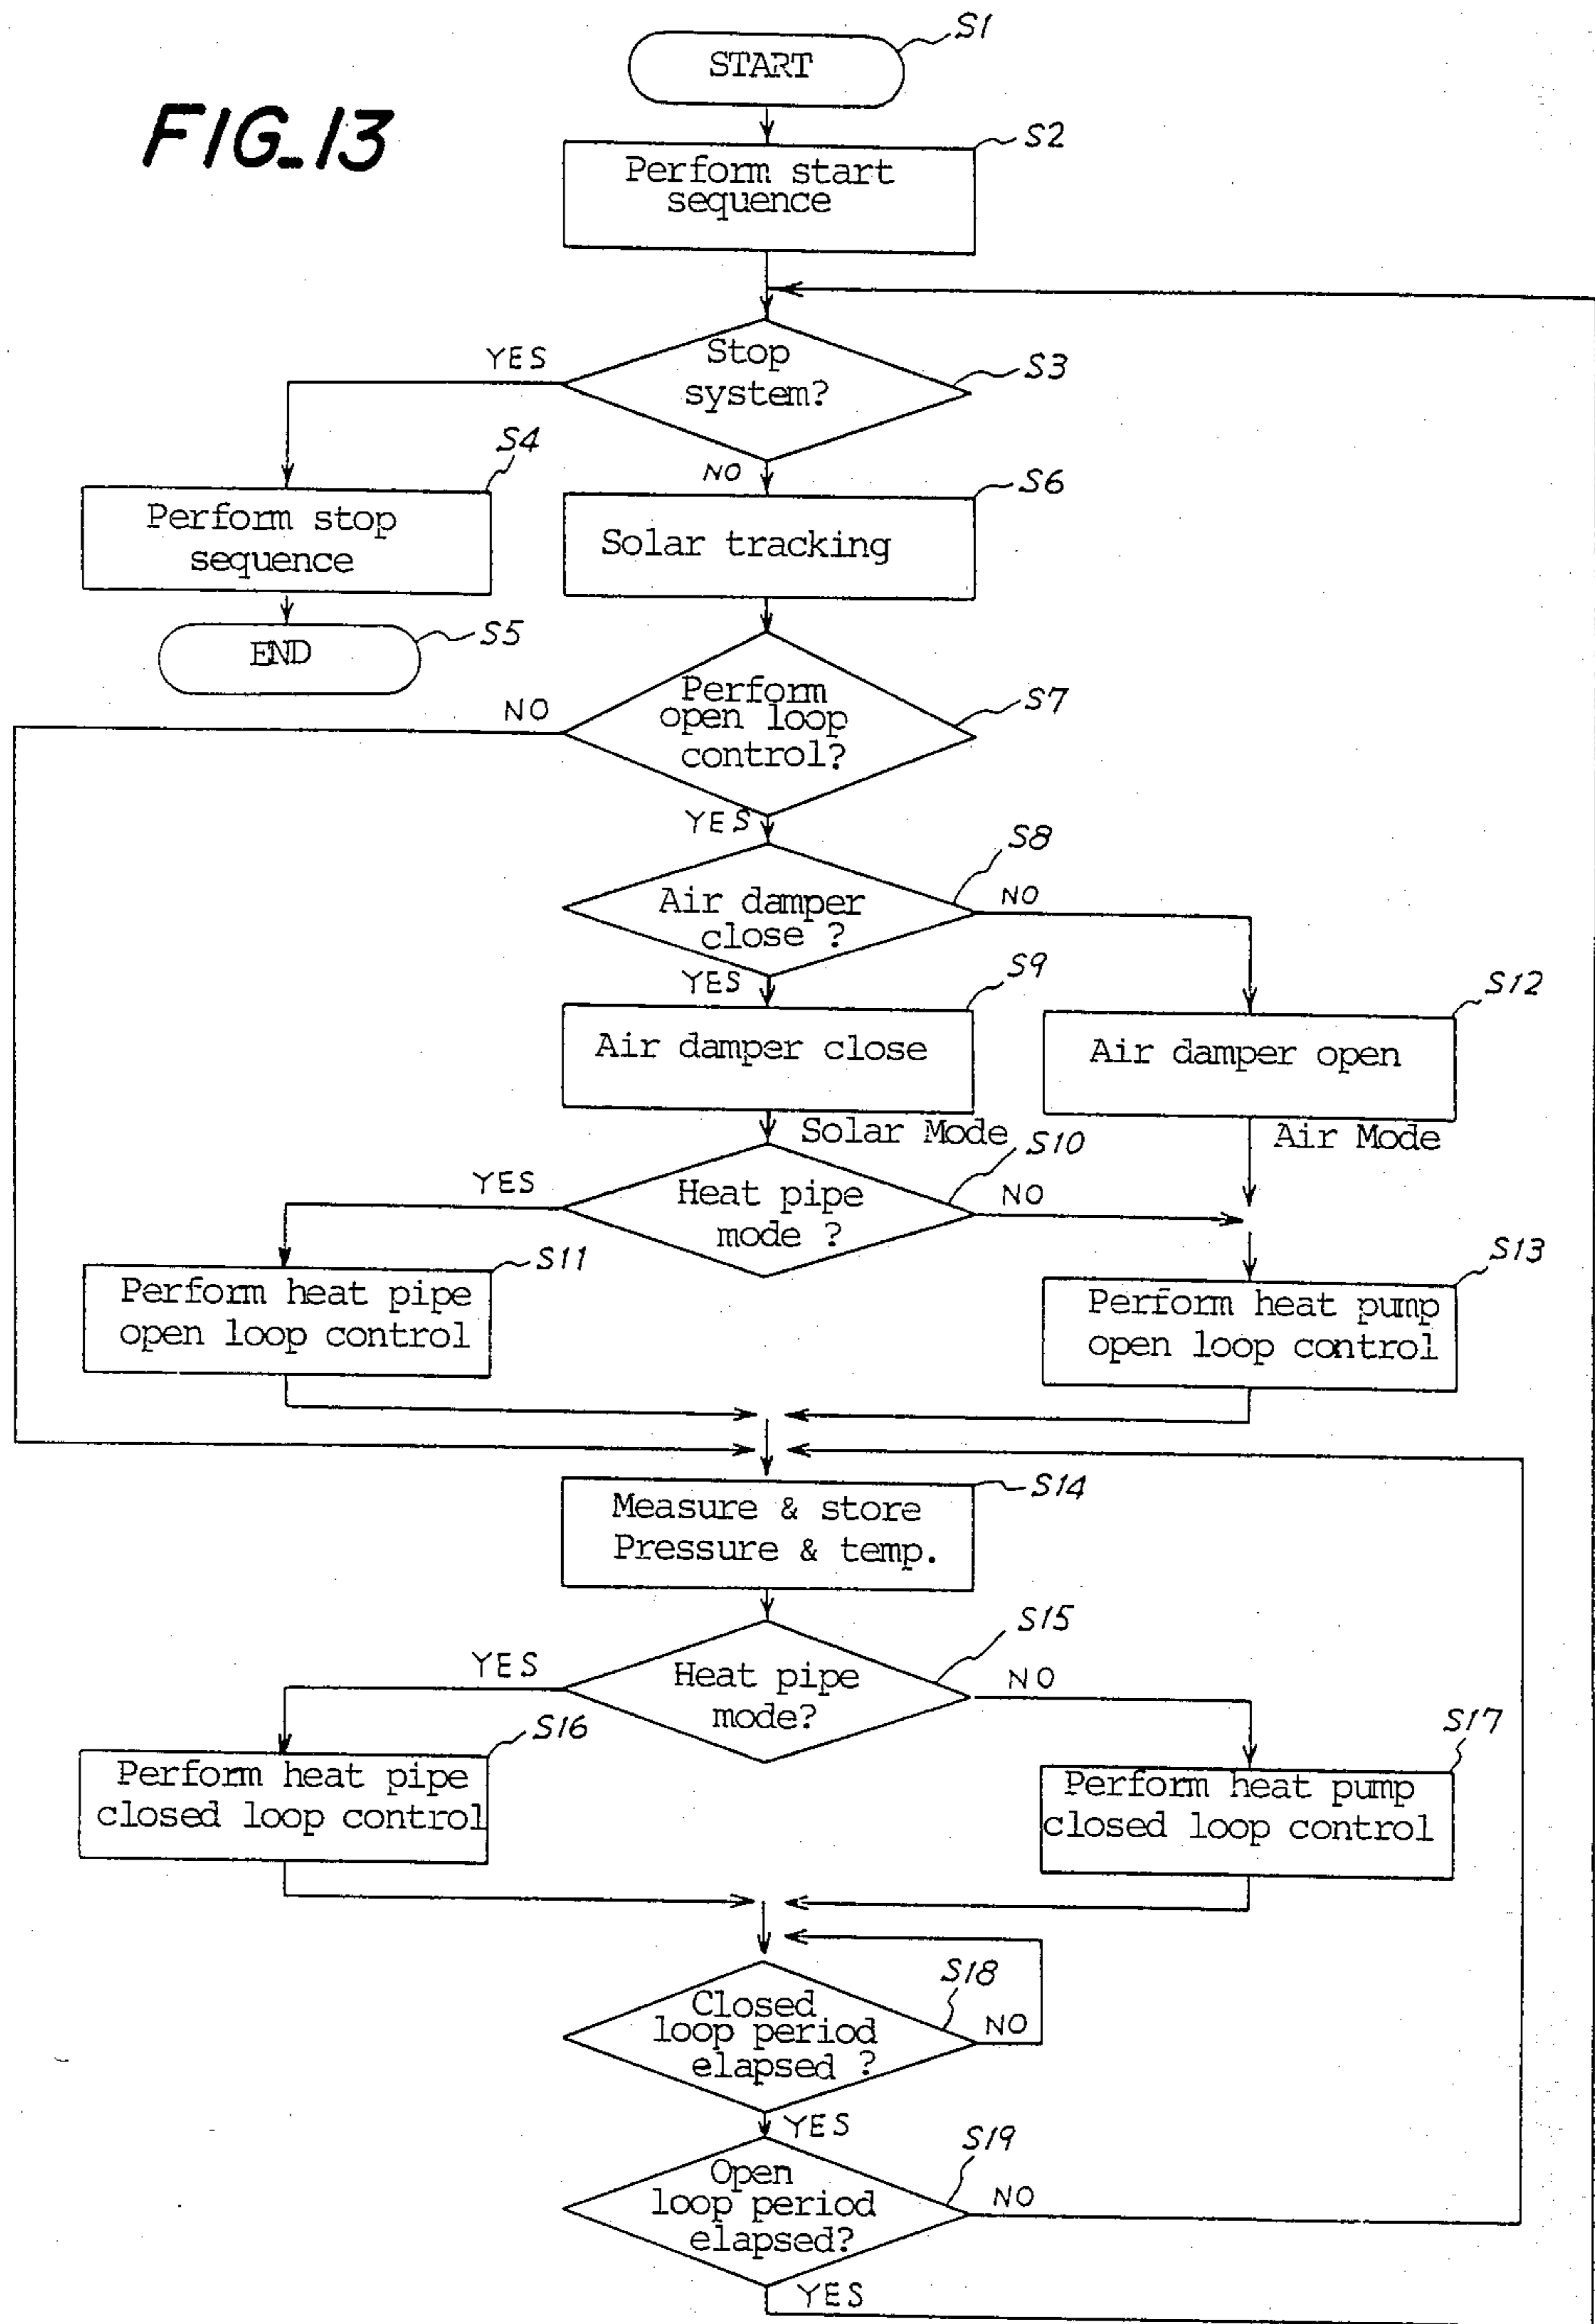 FIG. 13
START
S1
Perform start
sequence
S2
Stop
system?
S3
YES
NO
Perform stop
sequence
S4
END
S5
Solar tracking
S6
Perform
open loop
control?
S7
NO
YES
Air damper
close ?
S8
NO
YES
Air damper close
S9
Air damper open
S12
Solar Mode
Air Mode
Heat pipe
mode ?
S10
YES
NO
Perform heat pipe
open loop control
S11
Perform heat pump
open loop control
S13
Measure & store
Pressure & temp.
S14
Heat pipe
mode?
S15
YES
NO
Perform heat pipe
closed loop control
S16
Perform heat pump
closed loop control
S17
Closed
loop period
elapsed ?
S18
NO
YES
Open
loop period
elapsed?
S19
NO
YES